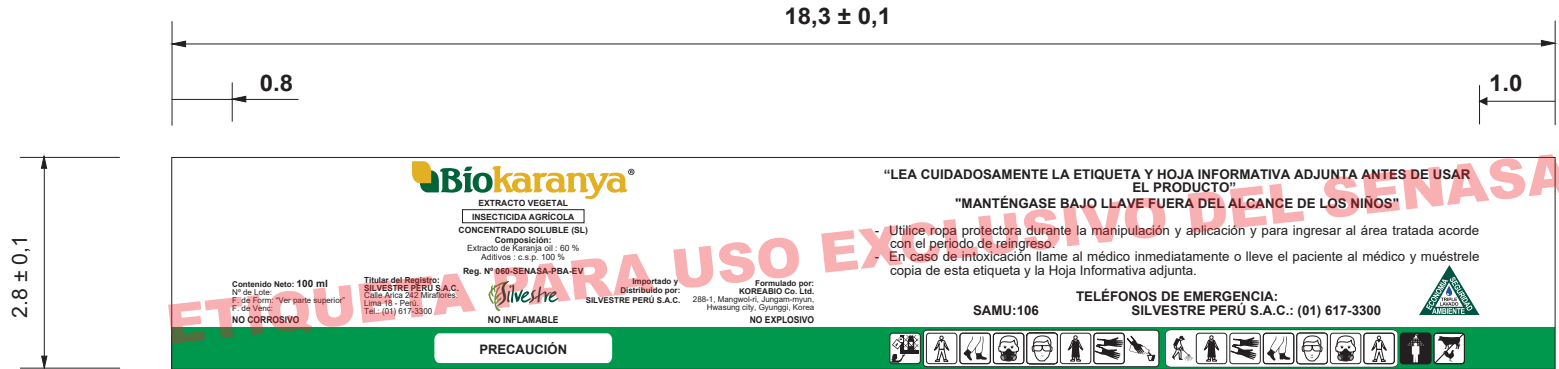 18,3 ± 0,1
0.8
1.0
2.8 ± 0,1
Biokaranya®
EXTRACTO VEGETAL
INSECTICIDA AGRÍCOLA
CONCENTRADO SOLUBLE (SL)
Composición:
Extracto de Karanja oil : 60 %
Aditivos : c.s.p. 100 %
Reg. Nº 060-SENASA-PBA-EV
Contenido Neto: 100 ml
Nº de Lote:
F. de Form: "Ver parte superior"
F. de Venc:
NO CORROSIVO
Titular del Registro:
SILVESTRE PERÚ S.A.C.
Calle Arica 242 Miraflores.
Lima 18 - Perú.
Tel.: (01) 617-3300
Silvestre
NO INFLAMABLE
Importado y
Distribuido por:
SILVESTRE PERÚ S.A.C.
Formulado por:
KOREABIO Co. Ltd.
288-1, Mangwol-ri, Jungam-myun,
Hwasung city, Gyunggi, Korea
NO EXPLOSIVO
PRECAUCIÓN
“LEA CUIDADOSAMENTE LA ETIQUETA Y HOJA INFORMATIVA ADJUNTA ANTES DE USAR
EL PRODUCTO”
"MANTÉNGASE BAJO LLAVE FUERA DEL ALCANCE DE LOS NIÑOS"
- Utilice ropa protectora durante la manipulación y aplicación y para ingresar al área tratada acorde
con el periodo de reingreso.
- En caso de intoxicación llame al médico inmediatamente o lleve el paciente al médico y muéstrele
copia de esta etiqueta y la Hoja Informativa adjunta.
TELÉFONOS DE EMERGENCIA:
SAMU:106 SILVESTRE PERÚ S.A.C.: (01) 617-3300
ECONOMIA
SEGURIDAD
TRIPLE
LAVADO
AMBIENTE
ETIQUETA PARA USO EXCLUSIVO DEL SENASA